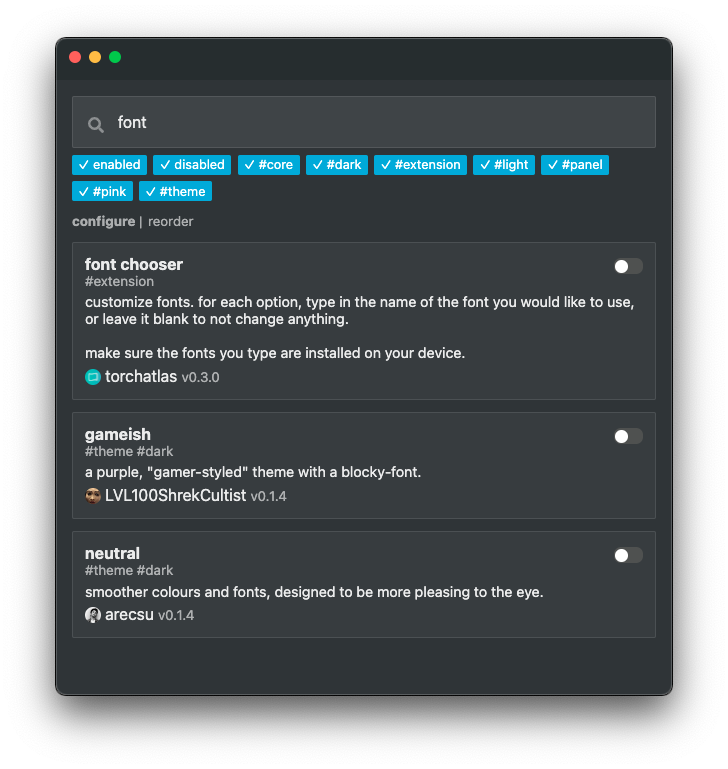 font
✓ enabled ✓ disabled ✓ #core ✓ #dark ✓ #extension ✓ #light ✓ #panel
✓ #pink ✓ #theme
configure | reorder
font chooser
#extension
customize fonts. for each option, type in the name of the font you would like to use,
or leave it blank to not change anything.
make sure the fonts you type are installed on your device.
torchatlas v0.3.0
gameish
#theme #dark
a purple, "gamer-styled" theme with a blocky-font.
LVL100ShrekCultist v0.1.4
neutral
#theme #dark
smoother colours and fonts, designed to be more pleasing to the eye.
arecsu v0.1.4